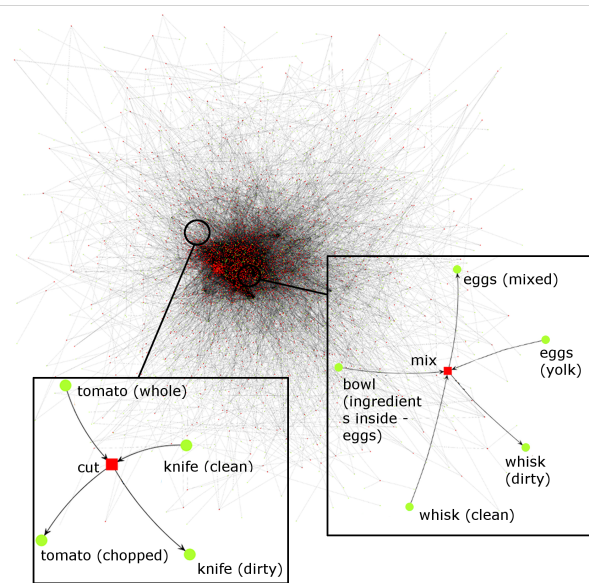 eggs (mixed)
mix
eggs
(yolk)
bowl
(ingredient
s inside -
eggs)
whisk
(dirty)
whisk (clean)
tomato (whole)
cut
knife (clean)
tomato (chopped)
knife (dirty)